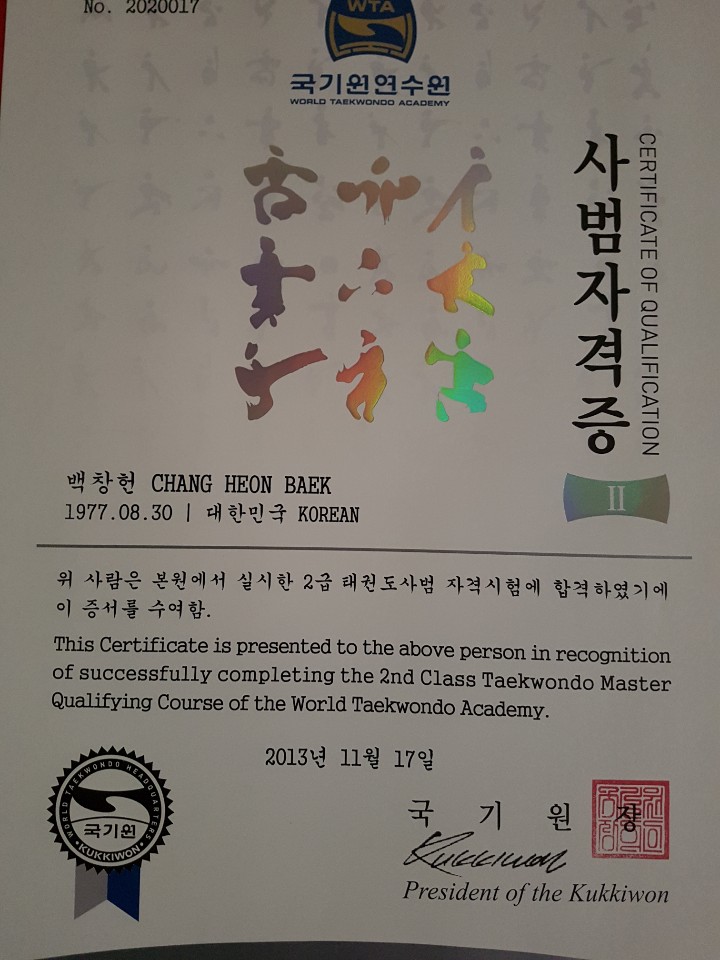 No. 2020017
WTA
국기원연수원
WORLD TAEKWONDO ACADEMY
사범자격증
CERTIFICATE OF QUALIFICATION
II
백창헌 CHANG HEON BAEK
1977.08.30 | 대한민국 KOREAN
위 사람은 본원에서 실시한 2급 태권도사범 자격시험에 합격하였기에
이 증서를 수여함.
This Certificate is presented to the above person in recognition
of successfully completing the 2nd Class Taekwondo Master
Qualifying Course of the World Taekwondo Academy.
2013년 11월 17일
WORLD TAEKWONDO HEADQUARTERS
국기원
KUKKIWON
국 기 원 장
Kukkiwon
President of the Kukkiwon